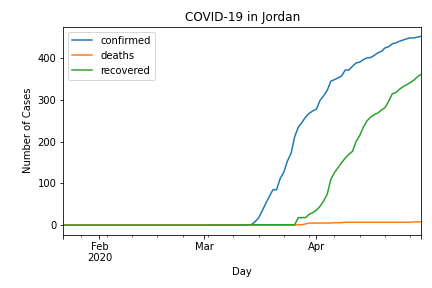 COVID-19 in Jordan
confirmed
deaths
recovered
Number of Cases
400
300
200
100
0
Feb
2020
Mar
Apr
Day